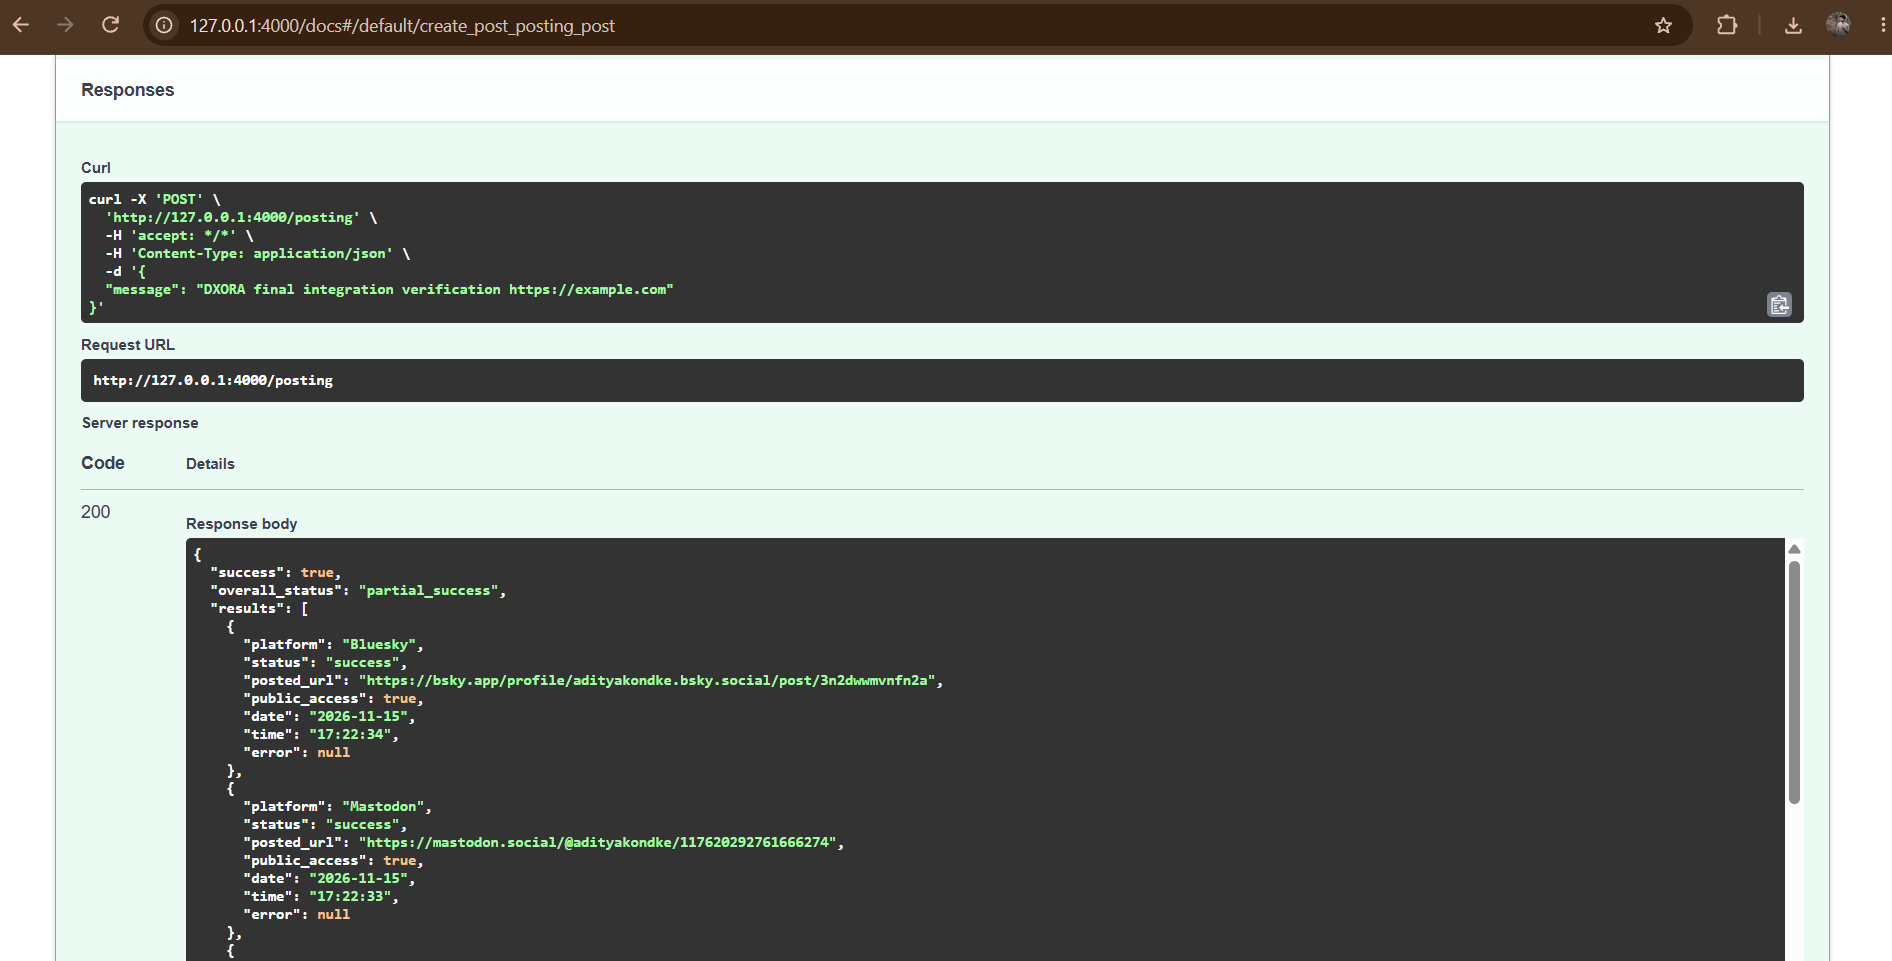 127.0.0.1:4000/docs#/default/create_post_posting_post
Responses
Curl
curl -X 'POST' \
  'http://127.0.0.1:4000/posting' \
  -H 'accept: */*' \
  -H 'Content-Type: application/json' \
  -d '{
  "message": "DXORA final integration verification https://example.com"
}'
Request URL
http://127.0.0.1:4000/posting
Server response
Code Details
200
Response body
{
  "success": true,
  "overall_status": "partial_success",
  "results": [
    {
      "platform": "Bluesky",
      "status": "success",
      "posted_url": "https://bsky.app/profile/adityakondke.bsky.social/post/3n2dwwmvnfn2a",
      "public_access": true,
      "date": "2026-11-15",
      "time": "17:22:34",
      "error": null
    },
    {
      "platform": "Mastodon",
      "status": "success",
      "posted_url": "https://mastodon.social/@adityakondke/117620292761666274",
      "public_access": true,
      "date": "2026-11-15",
      "time": "17:22:33",
      "error": null
    },
    {